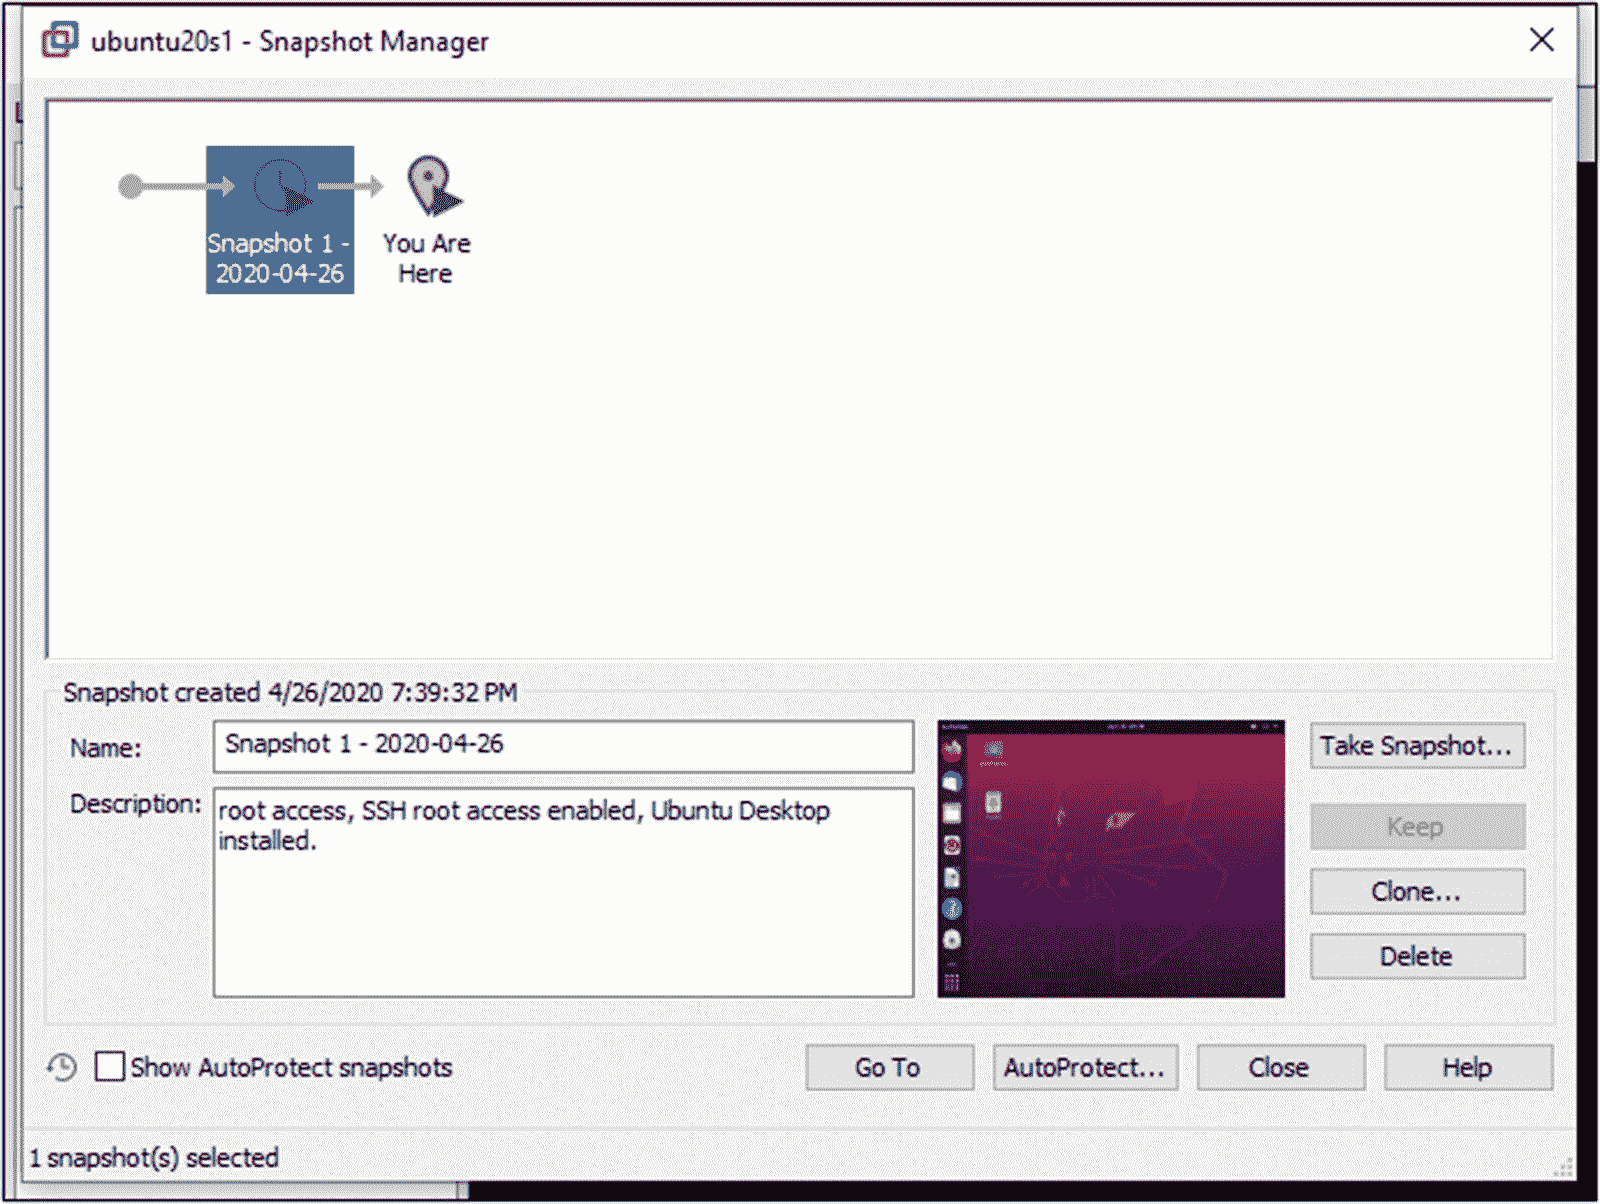 ubuntu20s1 - Snapshot Manager
Snapshot 1 -
2020-04-26
You Are
Here
Snapshot created 4/26/2020 7:39:32 PM
Name:
Snapshot 1 - 2020-04-26
Description:
root access, SSH root access enabled, Ubuntu Desktop
installed.
Take Snapshot...
Keep
Clone...
Delete
Show AutoProtect snapshots
Go To
AutoProtect...
Close
Help
1 snapshot(s) selected